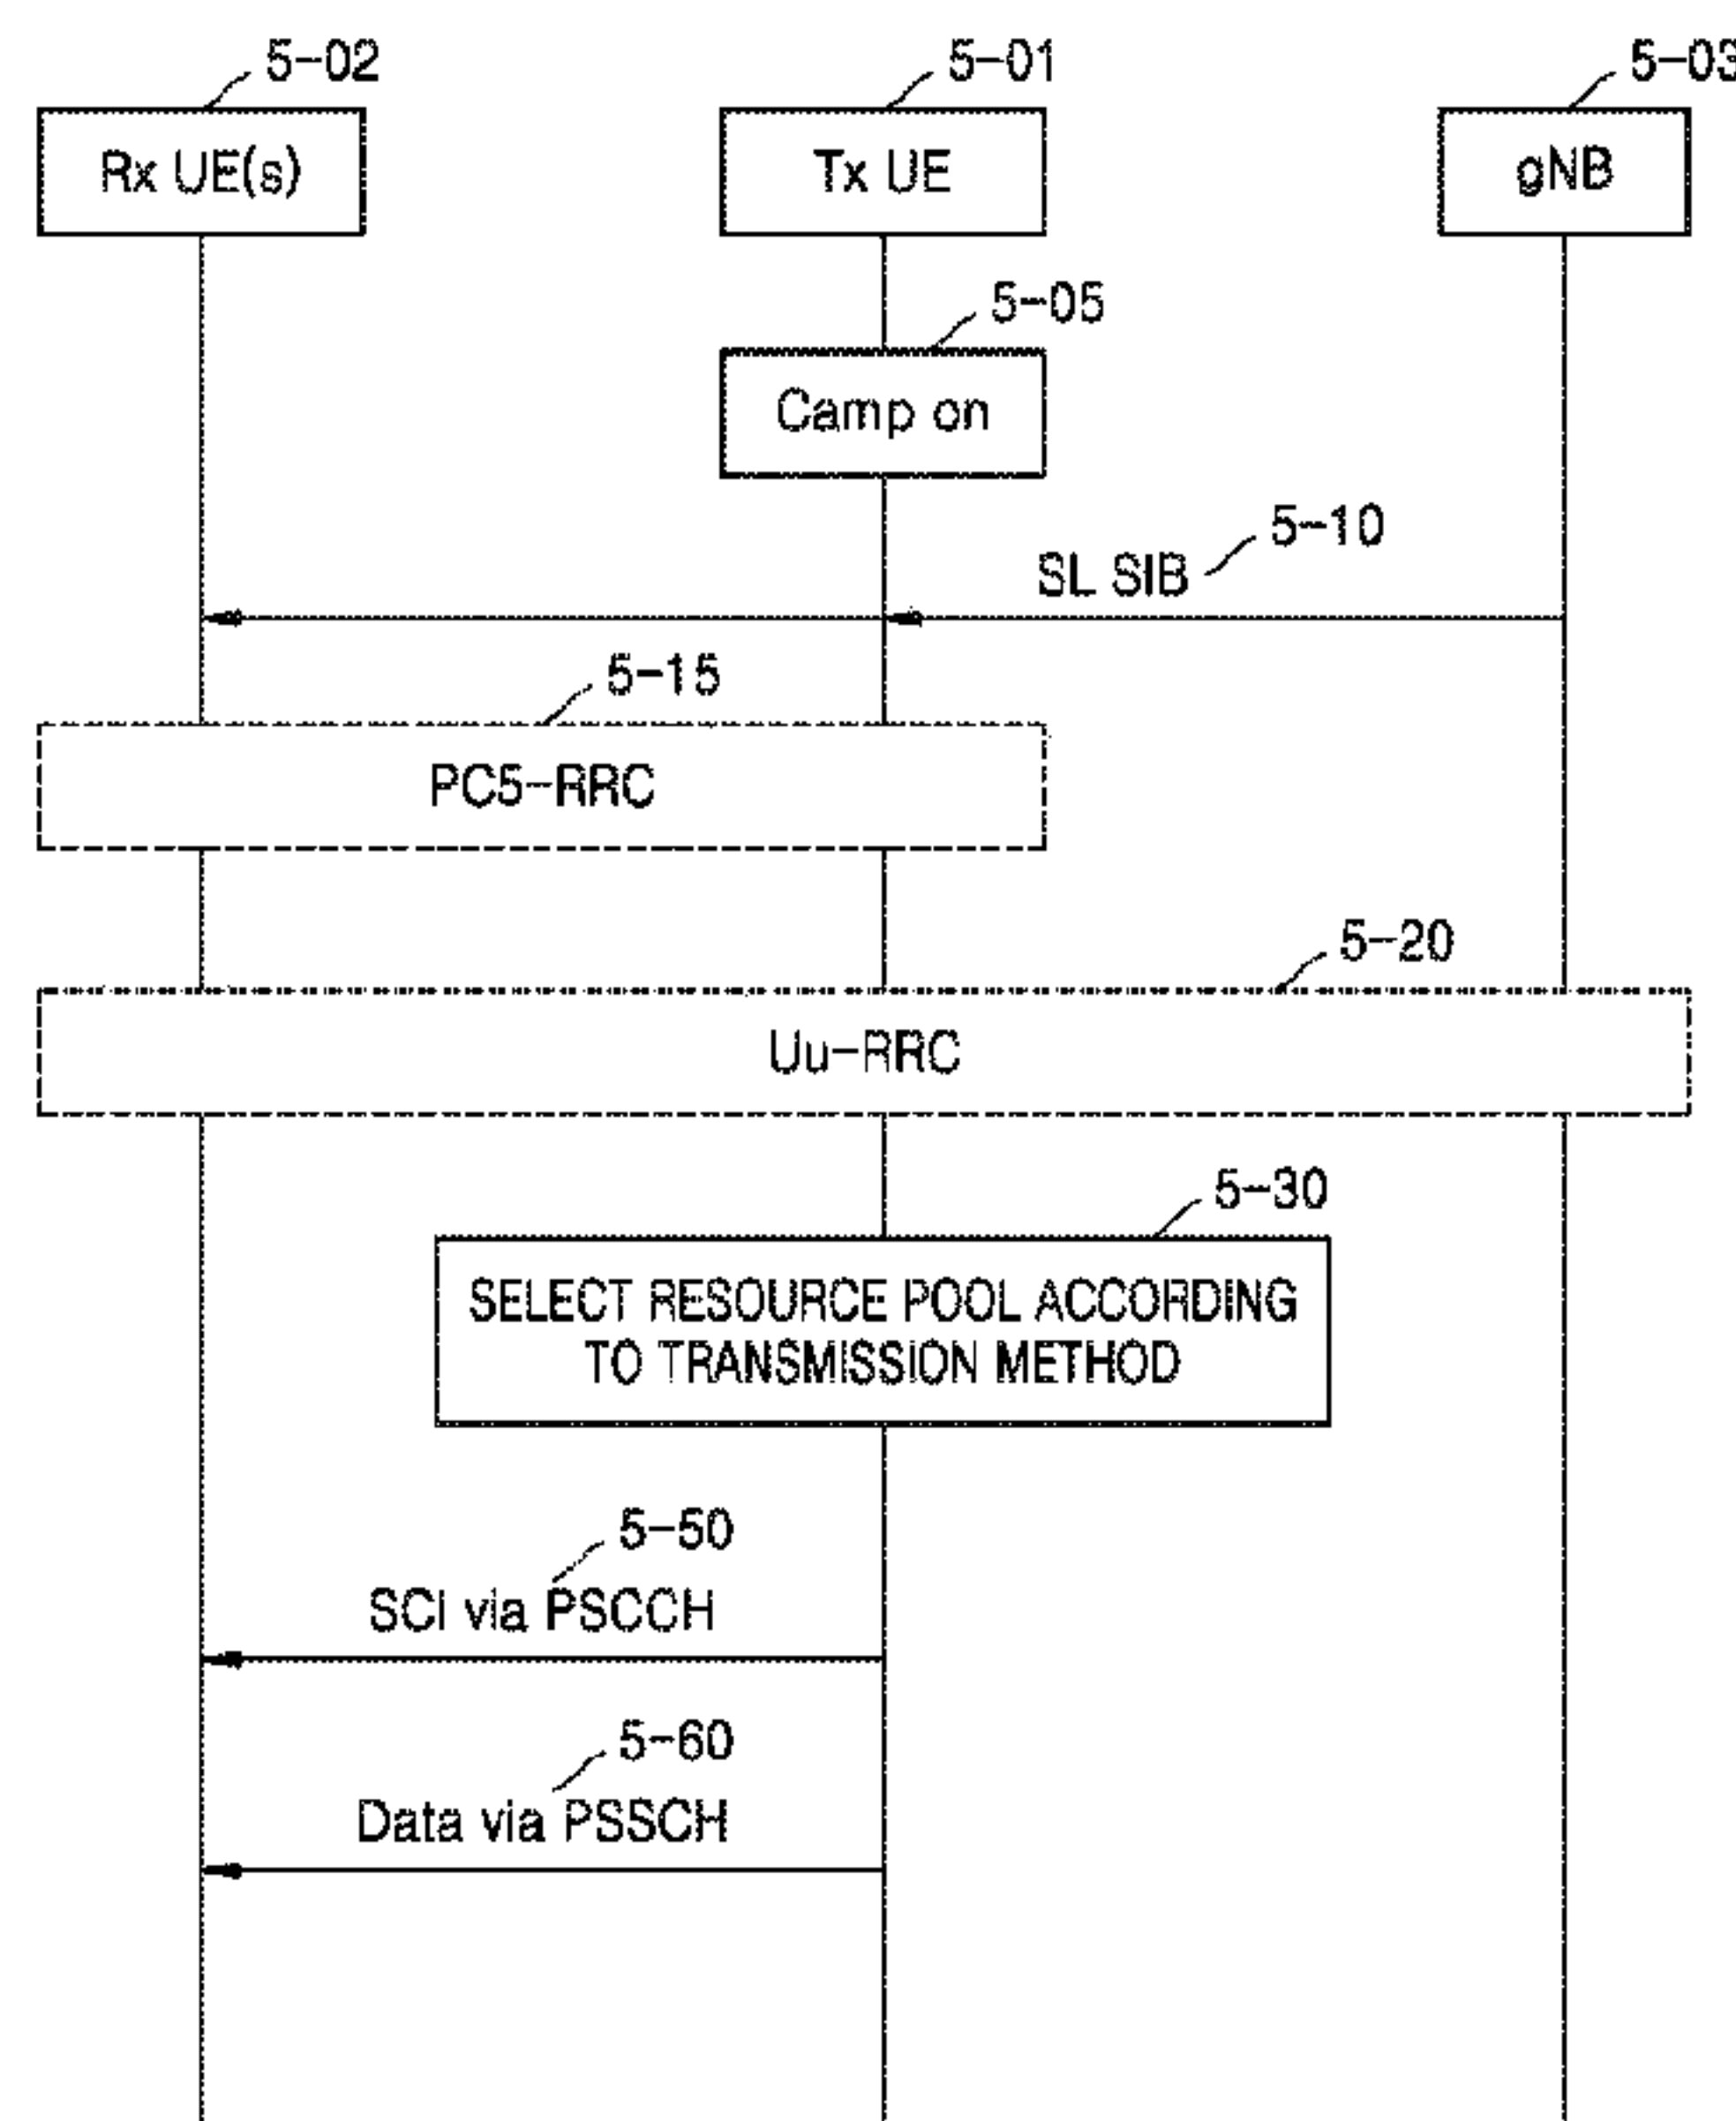 5-02
5-01
5-03
Rx UE(s)
Tx UE
gNB
5-05
Camp on
5-10
SL SIB
5-15
PC5-RRC
5-20
Uu-RRC
5-30
SELECT RESOURCE POOL ACCORDING
TO TRANSMISSION METHOD
5-50
SCI via PSCCH
5-60
Data via PSSCH